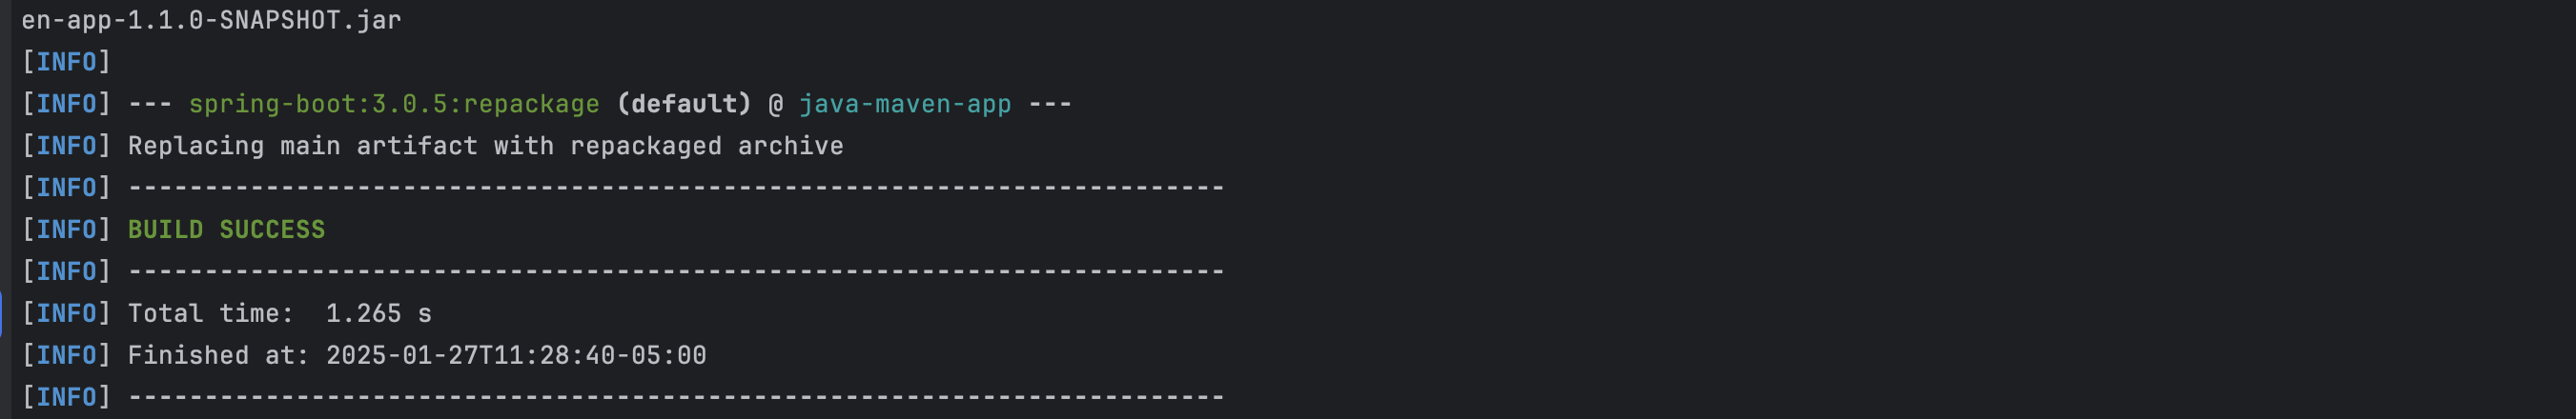 en-app-1.1.0-SNAPSHOT.jar
[INFO]
[INFO] --- spring-boot:3.0.5:repackage (default) @ java-maven-app ---
[INFO] Replacing main artifact with repackaged archive
[INFO] ------------------------------------------------------------------------
[INFO] BUILD SUCCESS
[INFO] ------------------------------------------------------------------------
[INFO] Total time:  1.265 s
[INFO] Finished at: 2025-01-27T11:28:40-05:00
[INFO] ------------------------------------------------------------------------